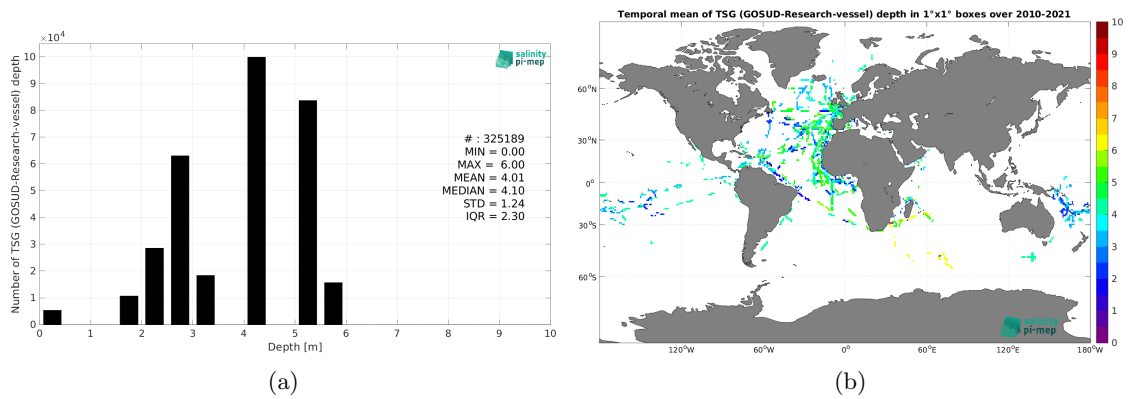 ×10⁴
10
9
8
7
6
5
4
3
2
1
0
Number of TSG (GOSUD-Research-vessel) depth
salinity
pi-mep
# : 325189
MIN = 0.00
MAX = 6.00
MEAN = 4.01
MEDIAN = 4.10
STD = 1.24
IQR = 2.30
0 1 2 3 4 5 6 7 8 9 10
Depth [m]
(a)
Temporal mean of TSG (GOSUD-Research-vessel) depth in 1°x1° boxes over 2010-2021
60°N
30°N
0°
30°S
60°S
120°W 60°W 0° 60°E 120°E 180°W
salinity
pi-mep
10
9
8
7
6
5
4
3
2
1
0
(b)